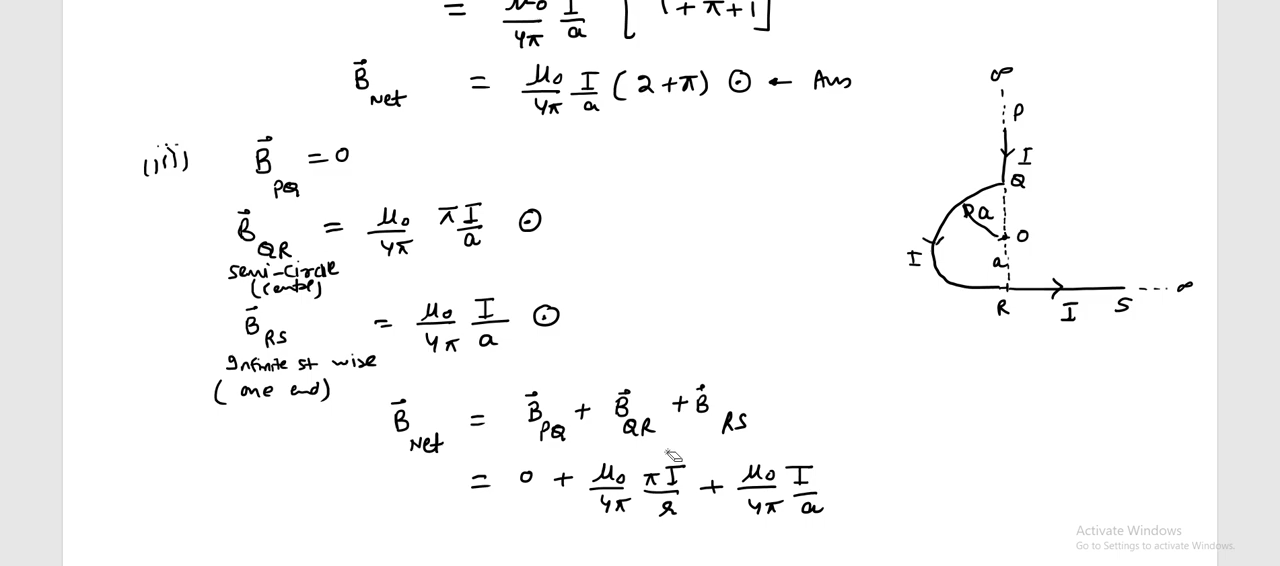 = μ₀/4π I/a [ 1 + π + 1 ]
B⃗ Net = μ₀/4π I/a ( 2 + π ) ⊙ ← Ans
(iii) B⃗ PQ = 0
B⃗ QR = μ₀/4π πI/a ⊙
semi-circle
B⃗ RS = μ₀/4π I/a ⊙
Infinite st wise
( one end )
B⃗ Net = B⃗ PQ + B⃗ QR + B⃗ RS
= 0 + μ₀/4π πI/r + μ₀/4π I/a
∞
P
I
Q
a
O
I
a
R I S ∞
Activate Windows
Go to Settings to activate Windows.